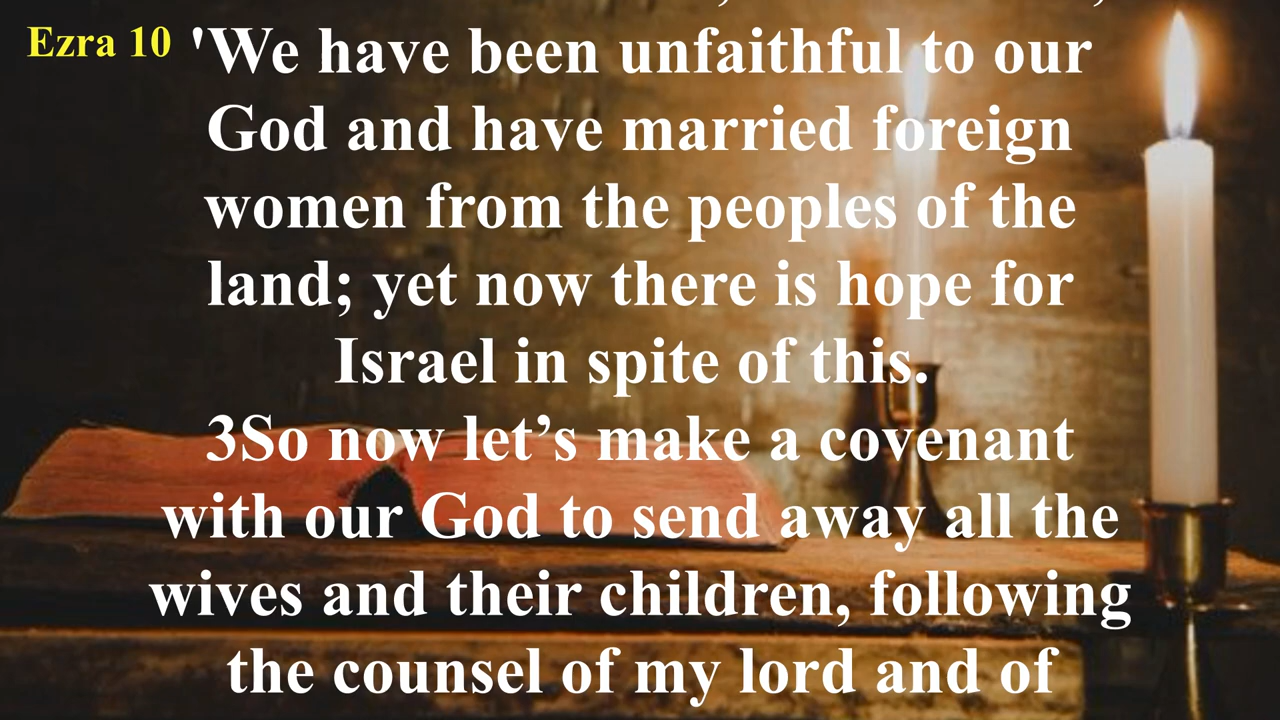 Ezra 10
'We have been unfaithful to our
God and have married foreign
women from the peoples of the
land; yet now there is hope for
Israel in spite of this.
3So now let’s make a covenant
with our God to send away all the
wives and their children, following
the counsel of my lord and of